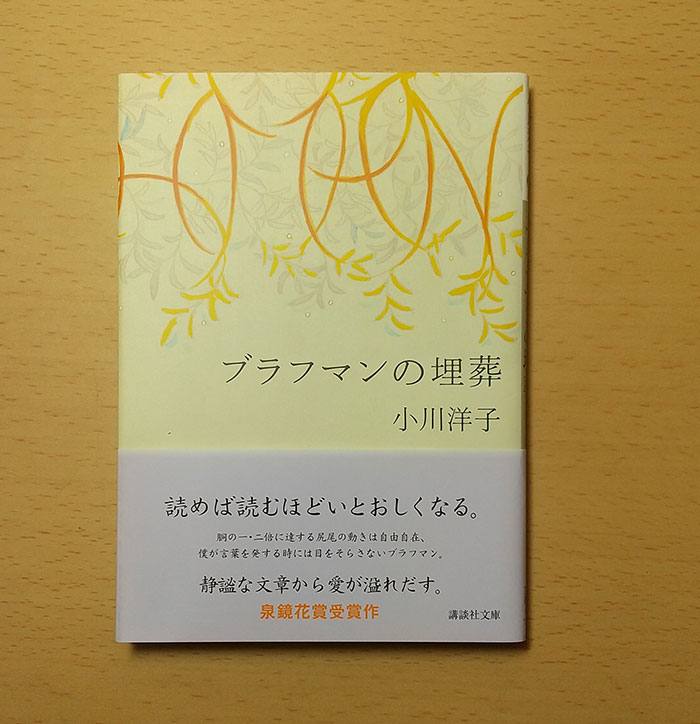 ブラフマンの埋葬
小川洋子
読めば読むほどいとおしくなる。
胴の一・二倍に達する尻尾の動きは自由自在、
僕が言葉を発する時には目をそらさないブラフマン。
静謐な文章から愛が溢れだす。
泉鏡花賞受賞作
講談社文庫